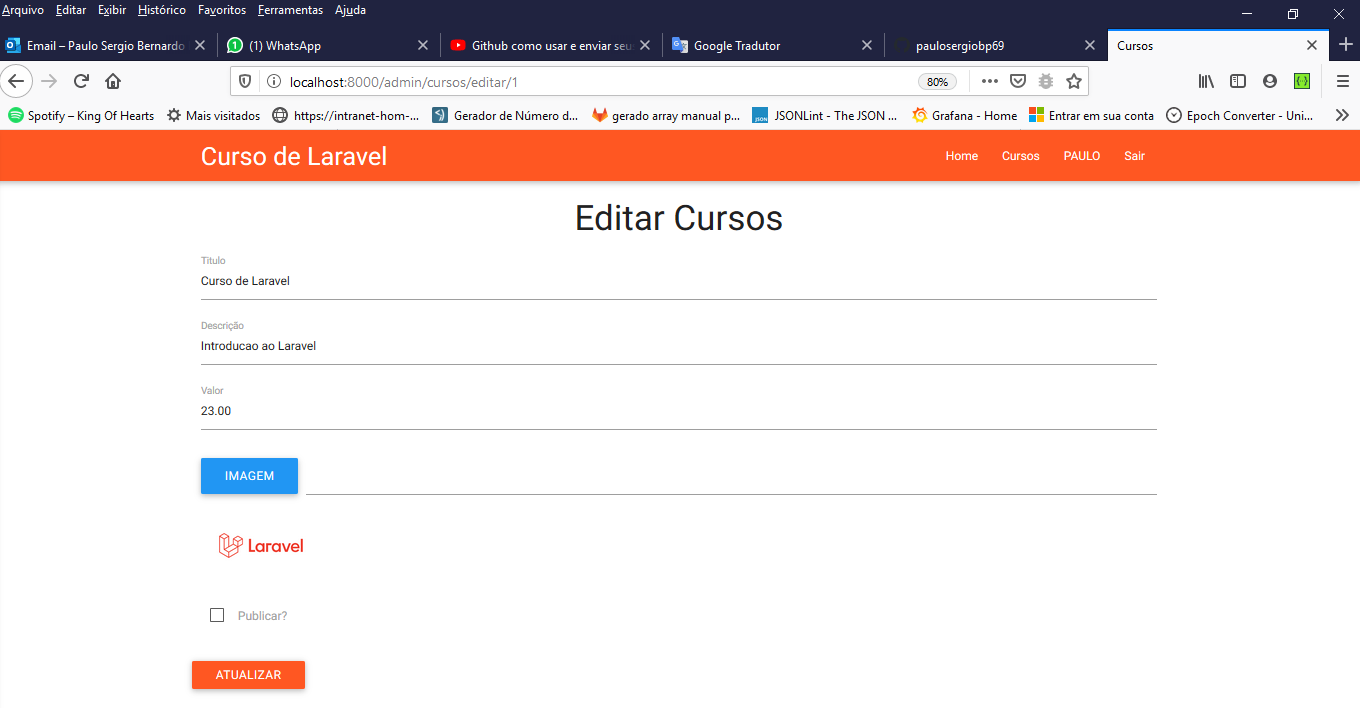 Arquivo Editar Exibir Histórico Favoritos Ferramentas Ajuda
Email – Paulo Sergio Bernardo
1 (1) WhatsApp
Github como usar e enviar seu
Google Tradutor
paulosergiobp69
Cursos
localhost:8000/admin/cursos/editar/1
80%
Spotify – King Of Hearts
Mais visitados
https://intranet-hom-...
Gerador de Número d...
gerado array manual p...
JSON JSONLint - The JSON ...
Grafana - Home
Entrar em sua conta
Epoch Converter - Uni...
Curso de Laravel
Home Cursos PAULO Sair
Editar Cursos
Titulo
Curso de Laravel
Descrição
Introducao ao Laravel
Valor
23.00
IMAGEM
Laravel
Publicar?
ATUALIZAR